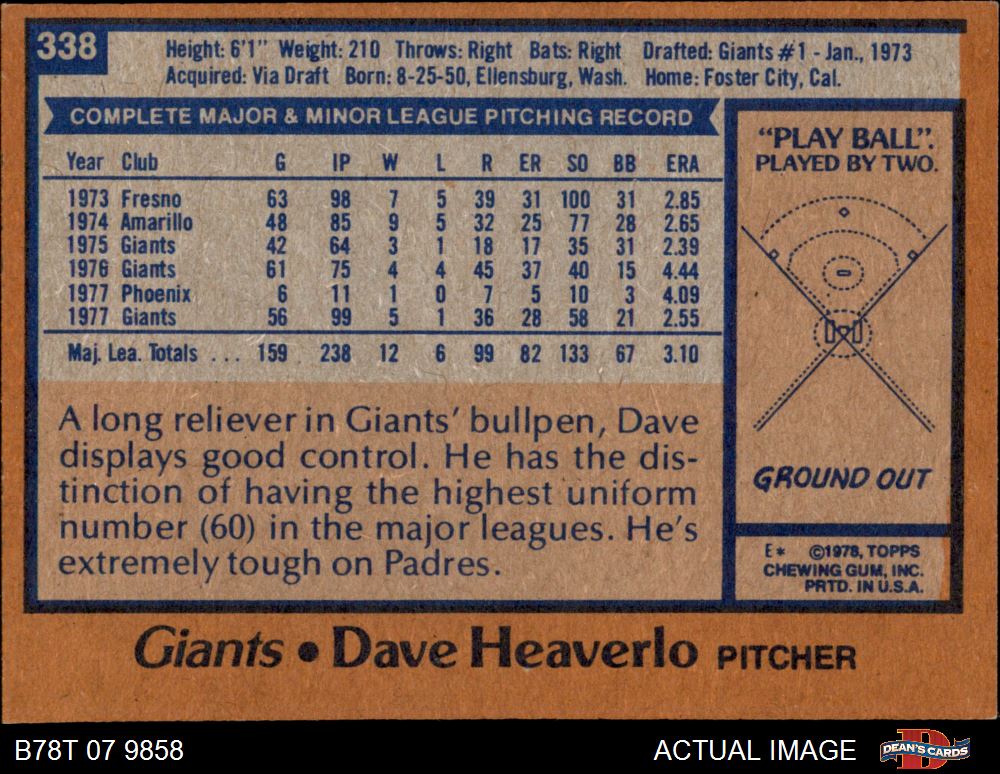 338
Height: 6'1" Weight: 210 Throws: Right Bats: Right Drafted: Giants #1 - Jan., 1973
Acquired: Via Draft Born: 8-25-50, Ellensburg, Wash. Home: Foster City, Cal.
COMPLETE MAJOR & MINOR LEAGUE PITCHING RECORD
Year Club G IP W L R ER SO BB ERA
1973 Fresno 63 98 7 5 39 31 100 31 2.85
1974 Amarillo 48 85 9 5 32 25 77 28 2.65
1975 Giants 42 64 3 1 18 17 35 31 2.39
1976 Giants 61 75 4 4 45 37 40 15 4.44
1977 Phoenix 6 11 1 0 7 5 10 3 4.09
1977 Giants 56 99 5 1 36 28 58 21 2.55
Maj. Lea. Totals ... 159 238 12 6 99 82 133 67 3.10
A long reliever in Giants' bullpen, Dave
displays good control. He has the dis-
tinction of having the highest uniform
number (60) in the major leagues. He's
extremely tough on Padres.
"PLAY BALL".
PLAYED BY TWO.
GROUND OUT
E* ©1978, TOPPS
CHEWING GUM, INC.
PRTD. IN U.S.A.
Giants • Dave Heaverlo PITCHER
B78T 07 9858 ACTUAL IMAGE DEAN'S CARDS